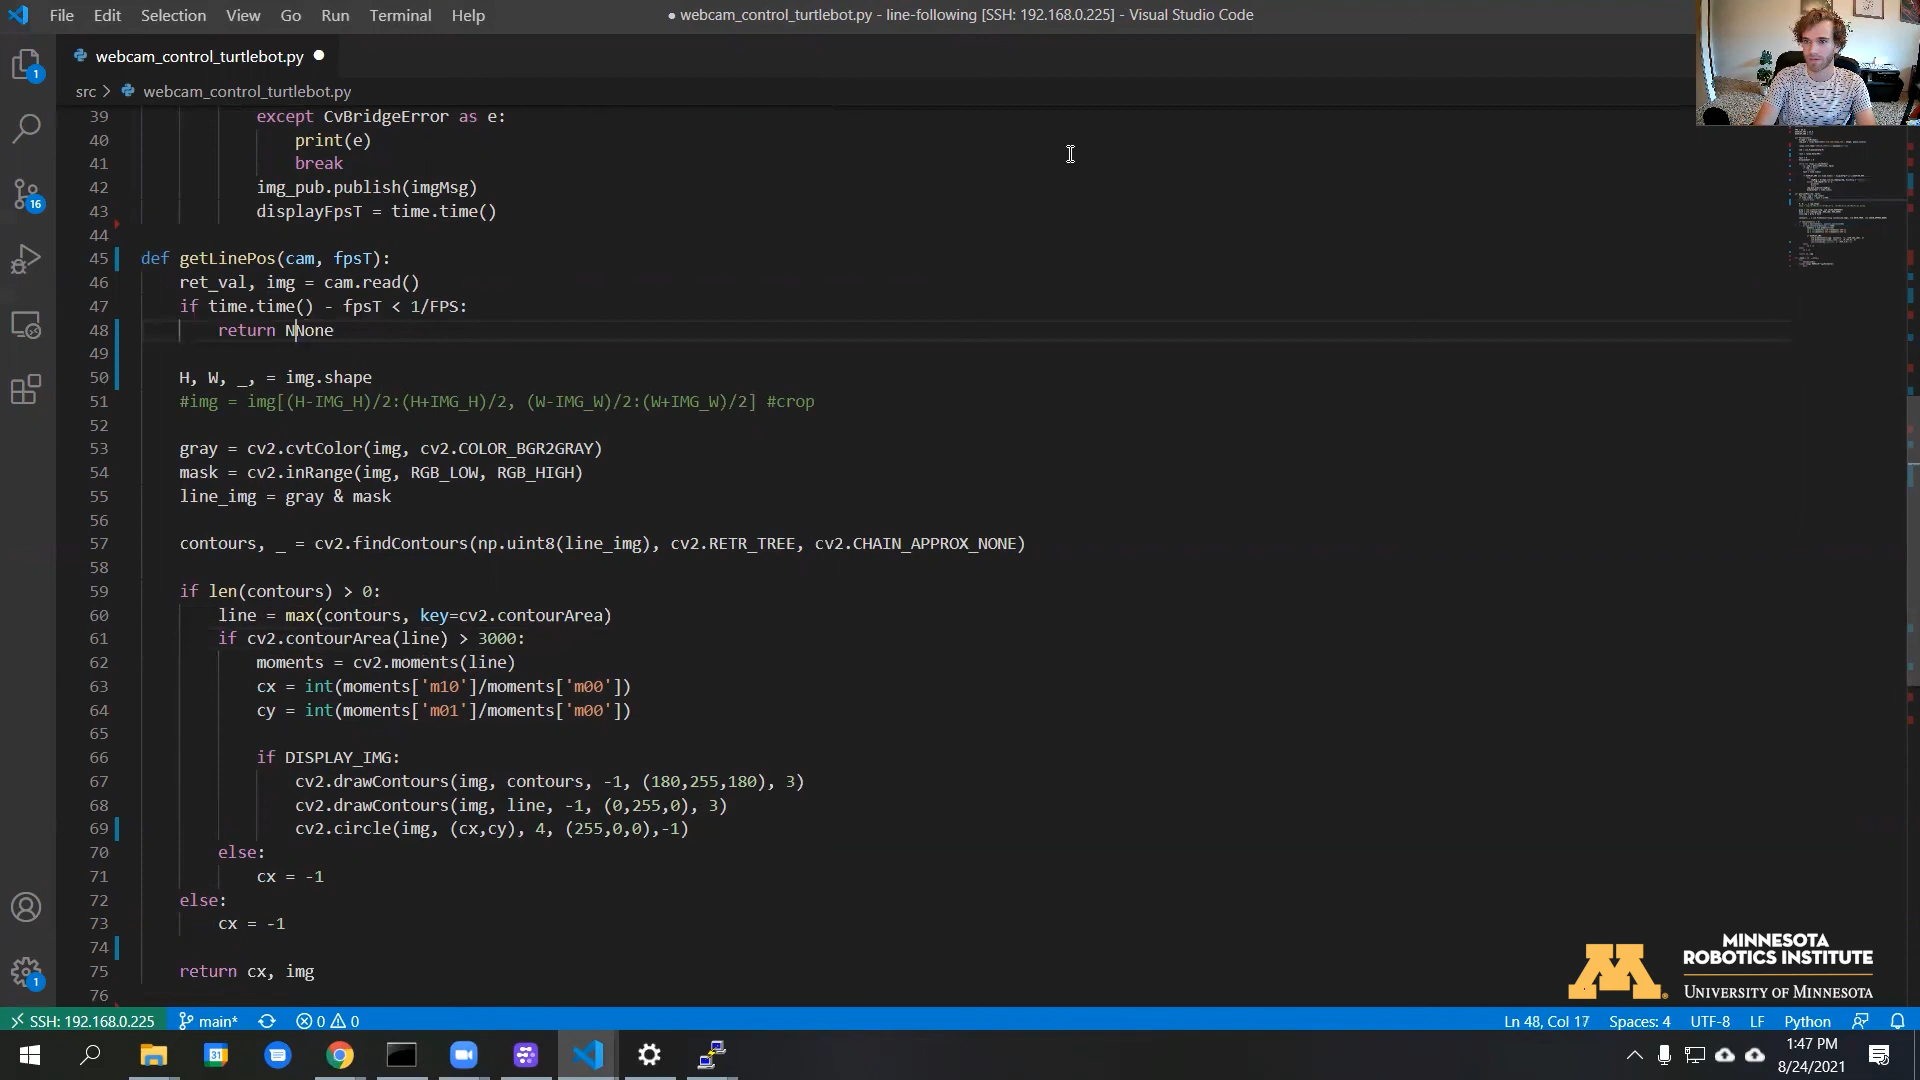 File Edit Selection View Go Run Terminal Help
● webcam_control_turtlebot.py - line-following [SSH: 192.168.0.225] - Visual Studio Code
webcam_control_turtlebot.py ●
src > webcam_control_turtlebot.py
39 except CvBridgeError as e:
40 print(e)
41 break
42 img_pub.publish(imgMsg)
43 displayFpsT = time.time()
44
45 def getLinePos(cam, fpsT):
46 ret_val, img = cam.read()
47 if time.time() - fpsT < 1/FPS:
48 return NNone
49
50 H, W, _, = img.shape
51 #img = img[(H-IMG_H)/2:(H+IMG_H)/2, (W-IMG_W)/2:(W+IMG_W)/2] #crop
52
53 gray = cv2.cvtColor(img, cv2.COLOR_BGR2GRAY)
54 mask = cv2.inRange(img, RGB_LOW, RGB_HIGH)
55 line_img = gray & mask
56
57 contours, _ = cv2.findContours(np.uint8(line_img), cv2.RETR_TREE, cv2.CHAIN_APPROX_NONE)
58
59 if len(contours) > 0:
60 line = max(contours, key=cv2.contourArea)
61 if cv2.contourArea(line) > 3000:
62 moments = cv2.moments(line)
63 cx = int(moments['m10']/moments['m00'])
64 cy = int(moments['m01']/moments['m00'])
65
66 if DISPLAY_IMG:
67 cv2.drawContours(img, contours, -1, (180,255,180), 3)
68 cv2.drawContours(img, line, -1, (0,255,0), 3)
69 cv2.circle(img, (cx,cy), 4, (255,0,0),-1)
70 else:
71 cx = -1
72 else:
73 cx = -1
74
75 return cx, img
76
1
16
1
MINNESOTA
ROBOTICS INSTITUTE
UNIVERSITY OF MINNESOTA
SSH: 192.168.0.225 main* 0 0 Ln 48, Col 17 Spaces: 4 UTF-8 LF Python
31
1:47 PM
8/24/2021